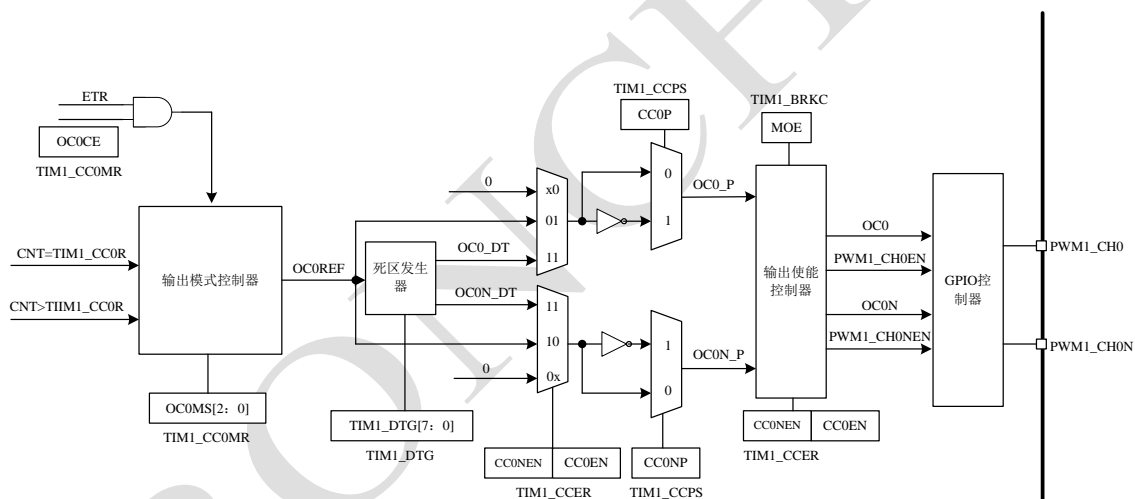 ETR
OC0CE
TIM1_CC0MR
CNT=TIM1_CC0R
CNT>TIIM1_CC0R
输出模式控制器
OC0MS[2：0]
TIM1_CC0MR
OC0REF
死区发生
器
OC0_DT
OC0N_DT
TIM1_DTG[7：0]
TIM1_DTG
0
x0
01
11
11
10
0x
0
CC0NEN
CC0EN
TIM1_CCER
TIM1_CCPS
CC0P
0
1
OC0_P
1
0
OC0N_P
CC0NP
TIM1_CCPS
TIM1_BRKC
MOE
输出使能
控制器
CC0NEN
CC0EN
TIM1_CCER
OC0
PWM1_CH0EN
OC0N
PWM1_CH0NEN
GPIO控
制器
PWM1_CH0
PWM1_CH0N